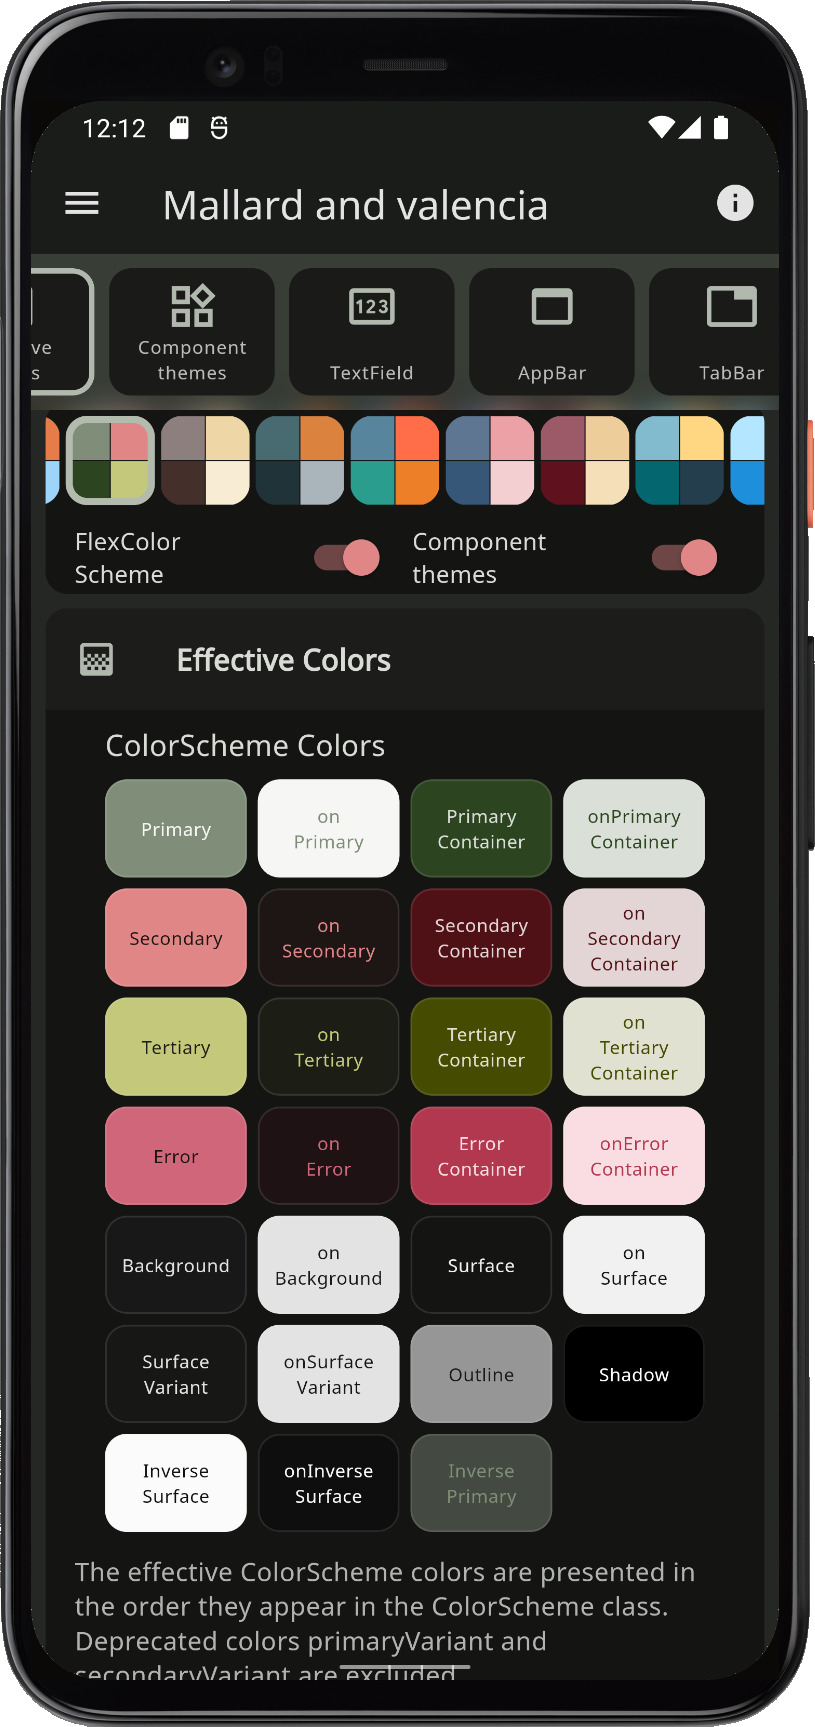 12:12
Mallard and valencia
ve
s
Component
themes
123
TextField
AppBar
TabBar
FlexColor
Scheme
Component
themes
Effective Colors
ColorScheme Colors
Primary
on
Primary
Primary
Container
onPrimary
Container
Secondary
on
Secondary
Secondary
Container
on
Secondary
Container
Tertiary
on
Tertiary
Tertiary
Container
on
Tertiary
Container
Error
on
Error
Error
Container
onError
Container
Background
on
Background
Surface
on
Surface
Surface
Variant
onSurface
Variant
Outline
Shadow
Inverse
Surface
onInverse
Surface
Inverse
Primary
The effective ColorScheme colors are presented in
the order they appear in the ColorScheme class.
Deprecated colors primaryVariant and
secondaryVariant are excluded